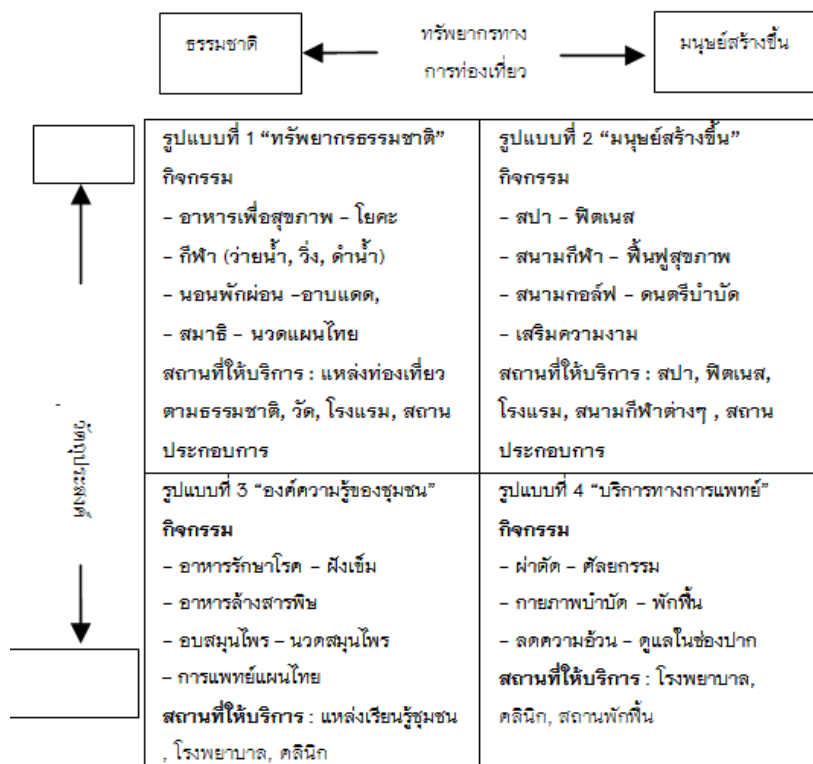 ธรรมชาติ
ทรัพยากรทาง
การท่องเที่ยว
มนุษย์สร้างขึ้น
วัตถุประสงค์
รูปแบบที่ 1 “ทรัพยากรธรรมชาติ”
กิจกรรม
- อาหารเพื่อสุขภาพ - โยคะ
- กีฬา (ว่ายน้ำ, วิ่ง, ดำน้ำ)
- นอนพักผ่อน -อาบแดด,
- สมาธิ - นวดแผนไทย
สถานที่ให้บริการ : แหล่งท่องเที่ยว
ตามธรรมชาติ, วัด, โรงแรม, สถาน
ประกอบการ
รูปแบบที่ 2 “มนุษย์สร้างขึ้น”
กิจกรรม
- สปา - ฟิตเนส
- สนามกีฬา - ฟื้นฟูสุขภาพ
- สนามกอล์ฟ - ดนตรีบำบัด
- เสริมความงาม
สถานที่ให้บริการ : สปา, ฟิตเนส,
โรงแรม, สนามกีฬาต่างๆ , สถาน
ประกอบการ
รูปแบบที่ 3 “องค์ความรู้ของชุมชน”
กิจกรรม
- อาหารรักษาโรค - ฝังเข็ม
- อาหารล้างสารพิษ
- อบสมุนไพร - นวดสมุนไพร
- การแพทย์แผนไทย
สถานที่ให้บริการ : แหล่งเรียนรู้ชุมชน
, โรงพยาบาล, คลินิก
รูปแบบที่ 4 “บริการทางการแพทย์”
กิจกรรม
- ผ่าตัด - ศัลยกรรม
- กายภาพบำบัด - พักฟื้น
- ลดความอ้วน - ดูแลในช่องปาก
สถานที่ให้บริการ : โรงพยาบาล,
คลินิก, สถานพักฟื้น